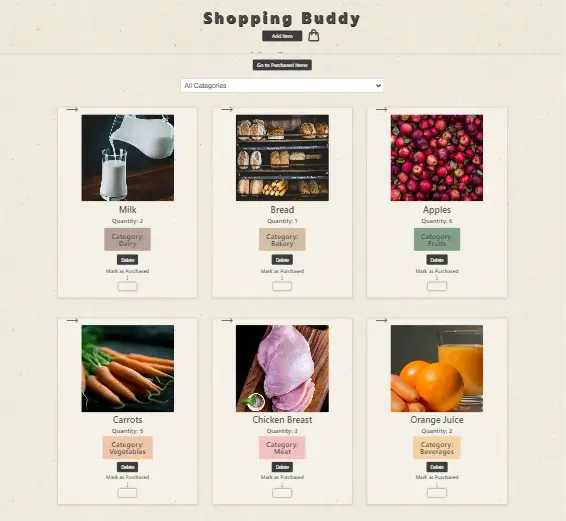 Shopping Buddy
Add Item
Go to Purchased Items
All Categories
Milk
Quantity: 2
Category:
Dairy
Delete
Mark as Purchased
Bread
Quantity: 1
Category:
Bakery
Delete
Mark as Purchased
Apples
Quantity: 6
Category:
Fruits
Delete
Mark as Purchased
Carrots
Quantity: 5
Category:
Vegetables
Delete
Mark as Purchased
Chicken Breast
Quantity: 3
Category:
Meat
Delete
Mark as Purchased
Orange Juice
Quantity: 2
Category:
Beverages
Delete
Mark as Purchased